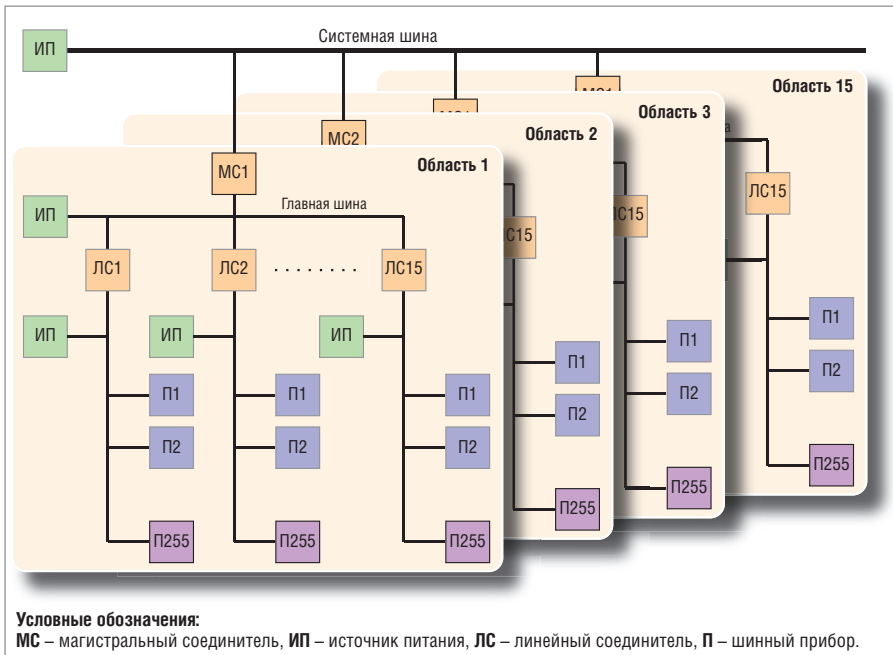 ИП
Системная шина
Область 15
МС1
Область 3
МС1
Область 2
МС2
Область 1
МС1
ИП
Главная шина
ЛС1
ЛС2
. . . . . . . .
ЛС15
ЛС15
ЛС15
ЛС15
ИП
ИП
ИП
П1
П1
П1
П1
П1
П1
П2
П2
П2
П2
П2
П2
П255
П255
П255
П255
П255
П255
Условные обозначения:
МС – магистральный соединитель, ИП – источник питания, ЛС – линейный соединитель, П – шинный прибор.